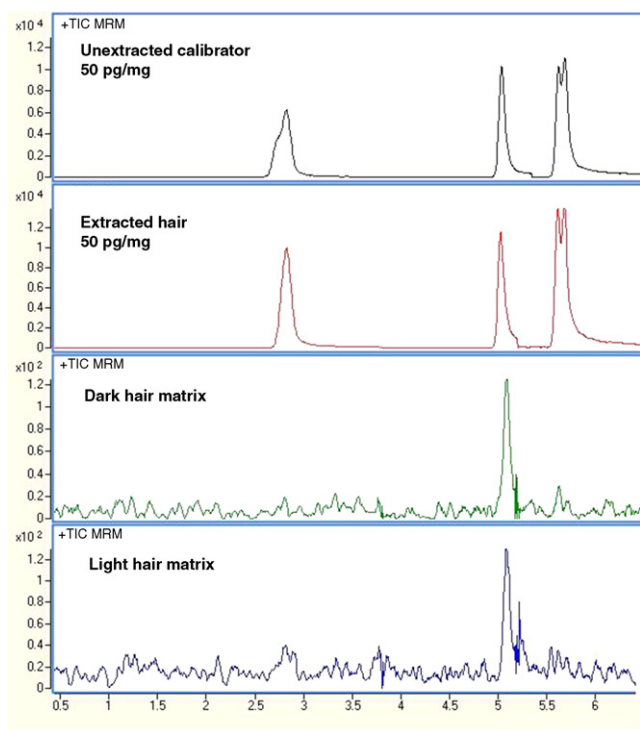 x10 4
+TIC MRM
Unextracted calibrator
50 pg/mg
1.2
1
0.8
0.6
0.4
0.2
0
x10 4
Extracted hair
50 pg/mg
1.2
1
0.8
0.6
0.4
0.2
0
x10 2
+TIC MRM
Dark hair matrix
1.2
1
0.8
0.6
0.4
0.2
0
x10 2
+TIC MRM
Light hair matrix
1.2
1
0.8
0.6
0.4
0.2
0
0.5 1 1.5 2 2.5 3 3.5 4 4.5 5 5.5 6